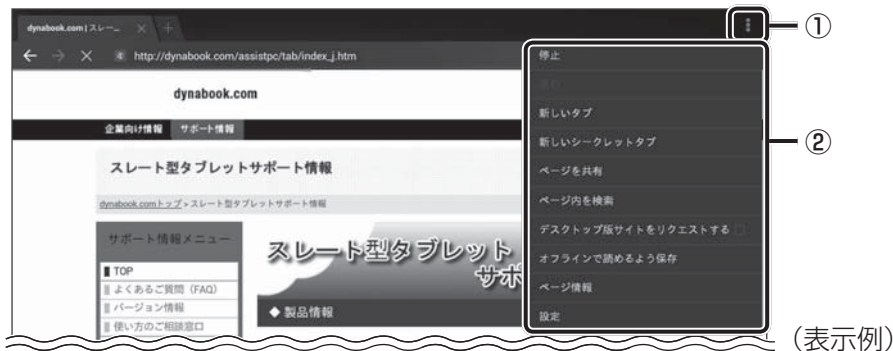 dynabook.com | スレー...
①
http://dynabook.com/assistpc/tab/index_j.htm
停止
dynabook.com
新しいタブ
企業向け情報 サポート情報
新しいシークレットタブ
②
スレート型タブレットサポート情報
ページを共有
ページ内を検索
dynabook.comトップ>スレート型タブレットサポート情報
デスクトップ版サイトをリクエストする
サポート情報メニュー
スレート型タブレット
オフラインで読めるよう保存
TOP
サポ
よくあるご質問（FAQ）
ページ情報
バージョン情報
◆製品情報
使い方のご相談窓口
設定
（表示例）